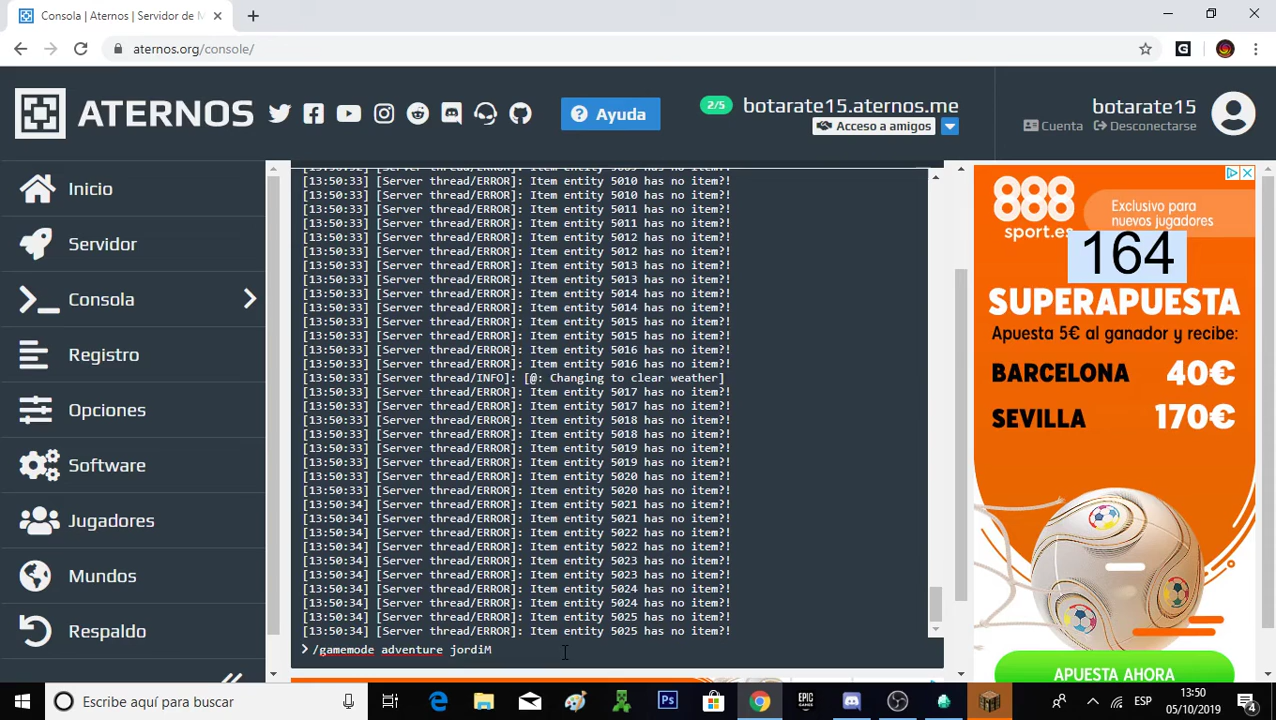 Consola | Aternos | Servidor de M
aternos.org/console/
ATERNOS
Ayuda
2/5
botarate15.aternos.me
Acceso a amigos
botarate15
Cuenta
Desconectarse
Inicio
Servidor
Consola
Registro
Opciones
Software
Jugadores
Mundos
Respaldo
[13:50:33] [Server thread/ERROR]: Item entity 5010 has no item?!
[13:50:33] [Server thread/ERROR]: Item entity 5010 has no item?!
[13:50:33] [Server thread/ERROR]: Item entity 5011 has no item?!
[13:50:33] [Server thread/ERROR]: Item entity 5011 has no item?!
[13:50:33] [Server thread/ERROR]: Item entity 5012 has no item?!
[13:50:33] [Server thread/ERROR]: Item entity 5012 has no item?!
[13:50:33] [Server thread/ERROR]: Item entity 5013 has no item?!
[13:50:33] [Server thread/ERROR]: Item entity 5013 has no item?!
[13:50:33] [Server thread/ERROR]: Item entity 5014 has no item?!
[13:50:33] [Server thread/ERROR]: Item entity 5014 has no item?!
[13:50:33] [Server thread/ERROR]: Item entity 5015 has no item?!
[13:50:33] [Server thread/ERROR]: Item entity 5015 has no item?!
[13:50:33] [Server thread/ERROR]: Item entity 5016 has no item?!
[13:50:33] [Server thread/ERROR]: Item entity 5016 has no item?!
[13:50:33] [Server thread/INFO]: [@: Changing to clear weather]
[13:50:33] [Server thread/ERROR]: Item entity 5017 has no item?!
[13:50:33] [Server thread/ERROR]: Item entity 5017 has no item?!
[13:50:33] [Server thread/ERROR]: Item entity 5018 has no item?!
[13:50:33] [Server thread/ERROR]: Item entity 5018 has no item?!
[13:50:33] [Server thread/ERROR]: Item entity 5019 has no item?!
[13:50:33] [Server thread/ERROR]: Item entity 5019 has no item?!
[13:50:33] [Server thread/ERROR]: Item entity 5020 has no item?!
[13:50:33] [Server thread/ERROR]: Item entity 5020 has no item?!
[13:50:34] [Server thread/ERROR]: Item entity 5021 has no item?!
[13:50:34] [Server thread/ERROR]: Item entity 5021 has no item?!
[13:50:34] [Server thread/ERROR]: Item entity 5022 has no item?!
[13:50:34] [Server thread/ERROR]: Item entity 5022 has no item?!
[13:50:34] [Server thread/ERROR]: Item entity 5023 has no item?!
[13:50:34] [Server thread/ERROR]: Item entity 5023 has no item?!
[13:50:34] [Server thread/ERROR]: Item entity 5024 has no item?!
[13:50:34] [Server thread/ERROR]: Item entity 5024 has no item?!
[13:50:34] [Server thread/ERROR]: Item entity 5025 has no item?!
[13:50:34] [Server thread/ERROR]: Item entity 5025 has no item?!
/gamemode adventure jordiM
888
sport.es
Exclusivo para
nuevos jugadores
164
SUPERAPUESTA
Apuesta 5€ al ganador y recibe:
BARCELONA 40€
SEVILLA 170€
APUESTA AHORA
Escribe aquí para buscar
Ps
EPIC
GAMES
ESP
13:50
05/10/2019
4